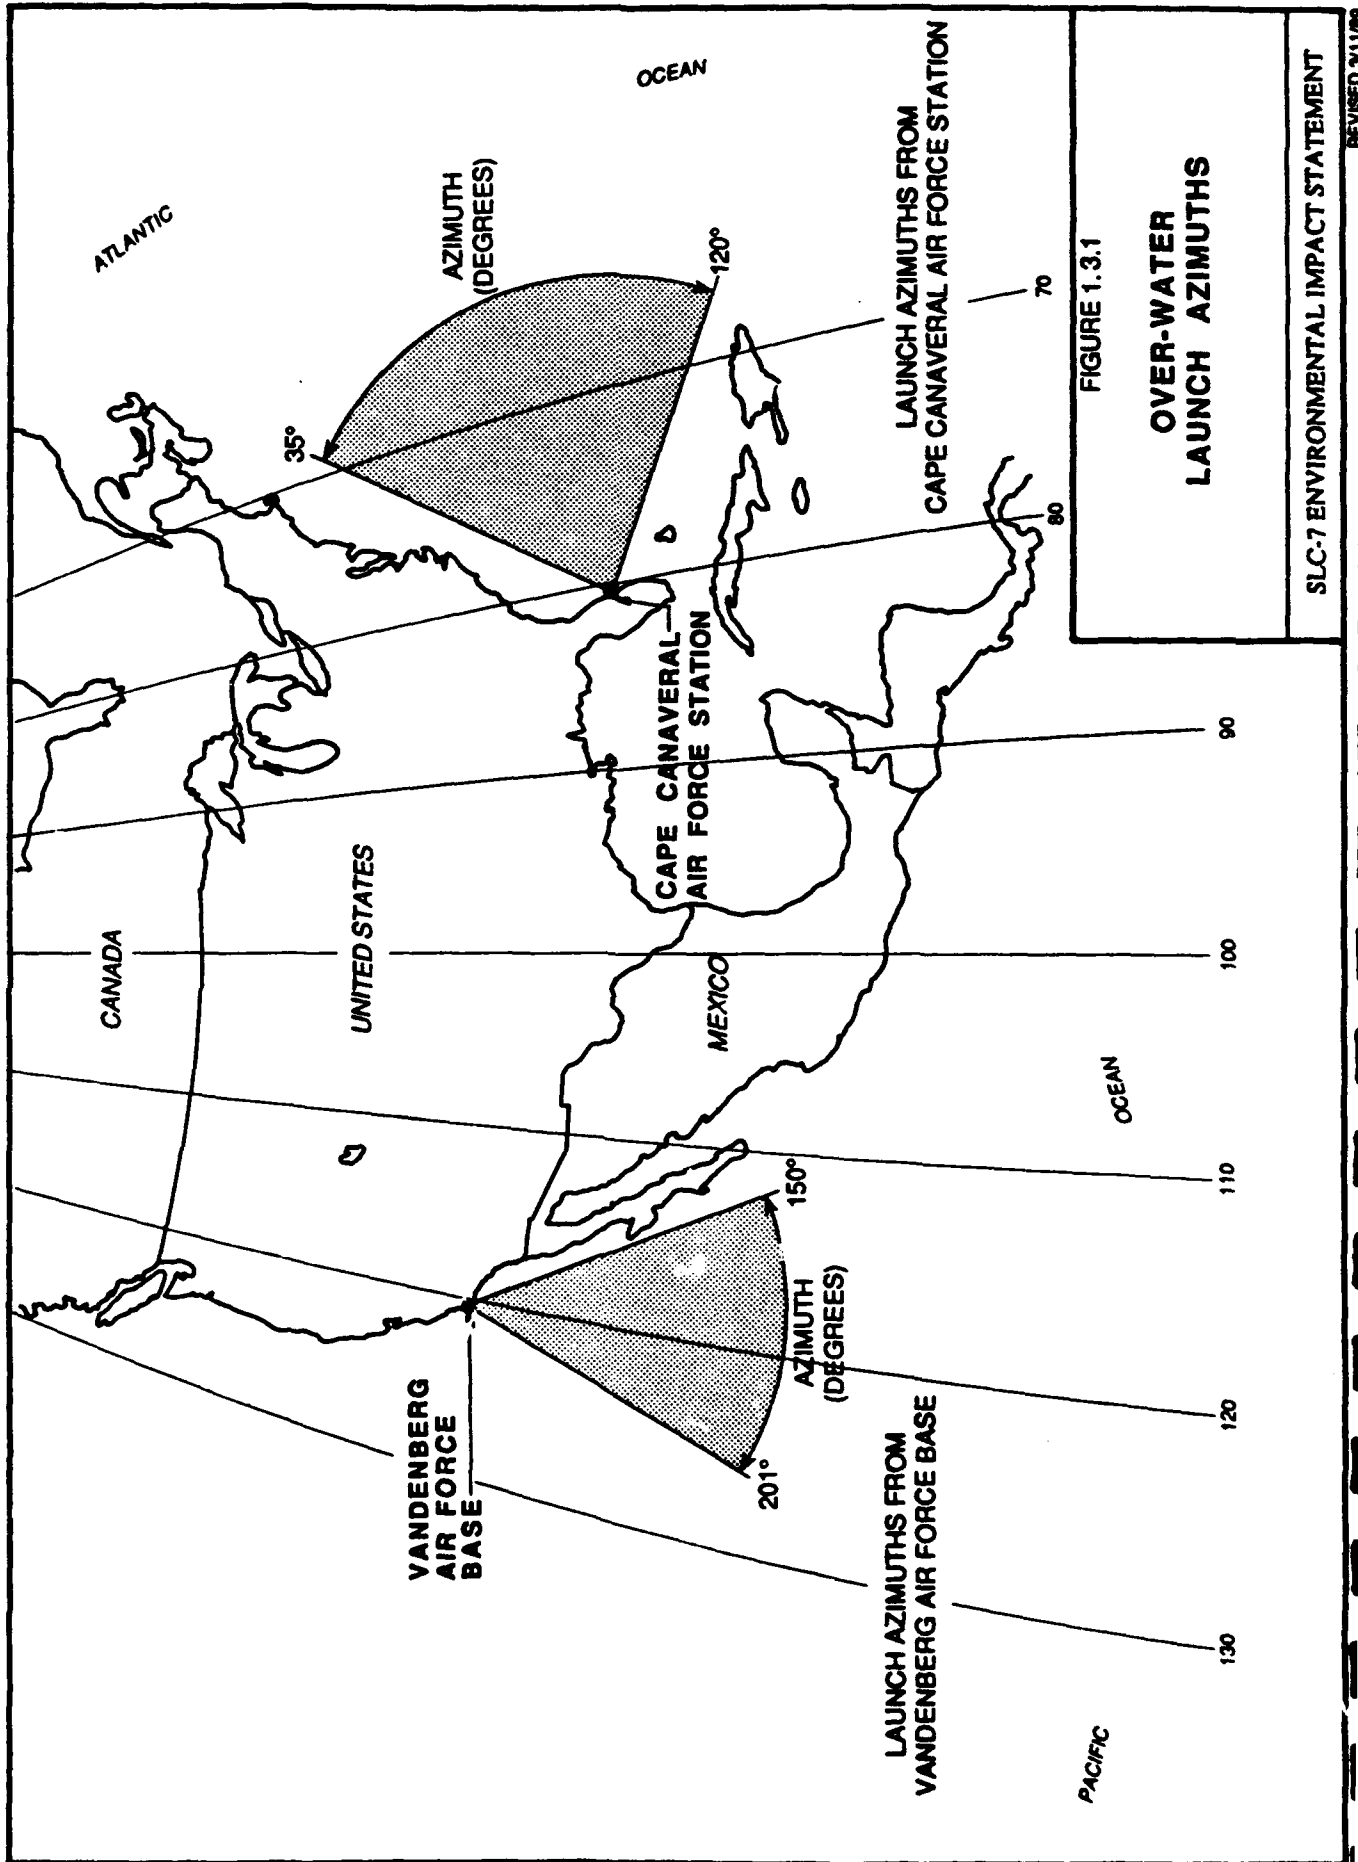 CANADA
UNITED STATES
MEXICO
ATLANTIC
OCEAN
PACIFIC
OCEAN
VANDENBERG
AIR FORCE
BASE
CAPE CANAVERAL
AIR FORCE STATION
35°
120°
AZIMUTH
(DEGREES)
201°
150°
AZIMUTH
(DEGREES)
LAUNCH AZIMUTHS FROM
VANDENBERG AIR FORCE BASE
LAUNCH AZIMUTHS FROM
CAPE CANAVERAL AIR FORCE STATION
130
120
110
100
90
80
70
FIGURE 1.3.1
OVER-WATER
LAUNCH AZIMUTHS
SLC-7 ENVIRONMENTAL IMPACT STATEMENT
REVISED